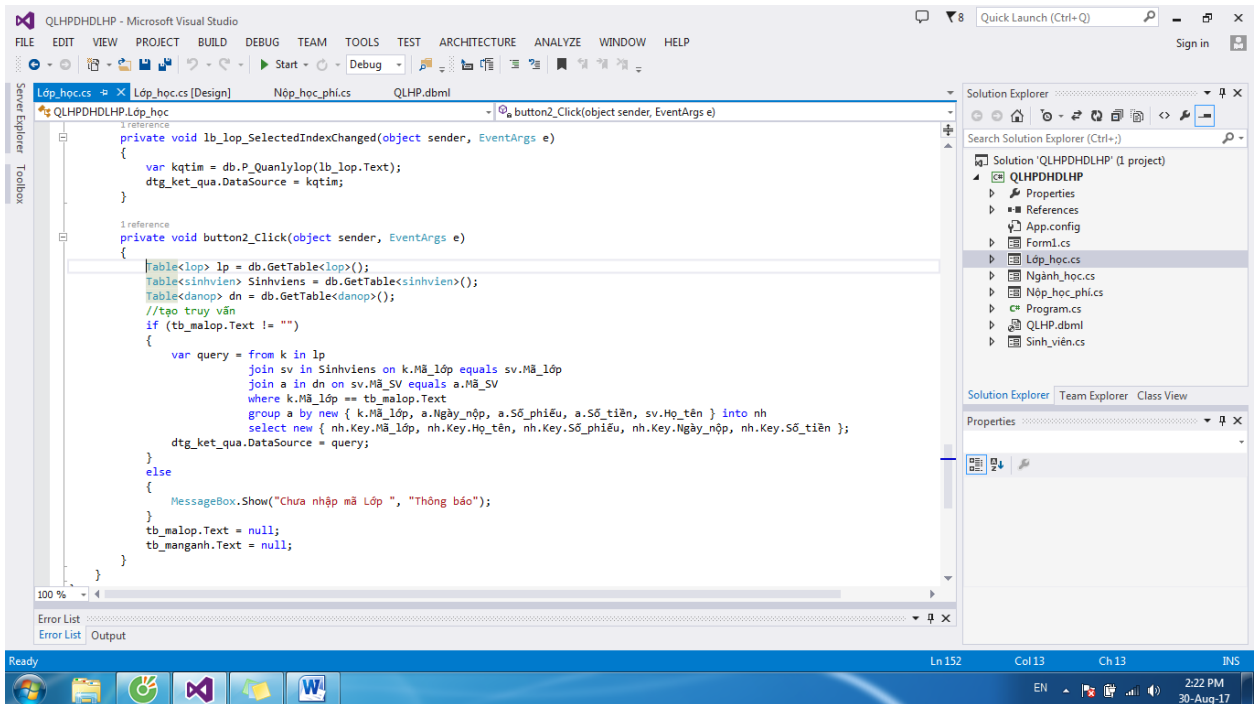 QLHPDHDLHP - Microsoft Visual Studio
8
Quick Launch (Ctrl+Q)
FILE EDIT VIEW PROJECT BUILD DEBUG TEAM TOOLS TEST ARCHITECTURE ANALYZE WINDOW HELP
Sign in
Start
Debug
Server Explorer
Toolbox
Lớp_học.cs
Lớp_học.cs [Design]
Nộp_học_phí.cs
QLHP.dbml
QLHPDHDLHP.Lớp_học
button2_Click(object sender, EventArgs e)
1 reference
private void lb_lop_SelectedIndexChanged(object sender, EventArgs e)
{
var kqtim = db.P_Quanlylop(lb_lop.Text);
dtg_ket_qua.DataSource = kqtim;
}
1 reference
private void button2_Click(object sender, EventArgs e)
{
Table<lop> lp = db.GetTable<lop>();
Table<sinhvien> Sinhviens = db.GetTable<sinhvien>();
Table<danop> dn = db.GetTable<danop>();
//tạo truy vấn
if (tb_malop.Text != "")
{
var query = from k in lp
join sv in Sinhviens on k.Mã_lớp equals sv.Mã_lớp
join a in dn on sv.Mã_SV equals a.Mã_SV
where k.Mã_lớp == tb_malop.Text
group a by new { k.Mã_lớp, a.Ngày_nộp, a.Số_phiếu, a.Số_tiền, sv.Họ_tên } into nh
select new { nh.Key.Mã_lớp, nh.Key.Họ_tên, nh.Key.Số_phiếu, nh.Key.Ngày_nộp, nh.Key.Số_tiền };
dtg_ket_qua.DataSource = query;
}
else
{
MessageBox.Show("Chưa nhập mã Lớp ", "Thông báo");
}
tb_malop.Text = null;
tb_manganh.Text = null;
}
}
100 %
Error List
Error List Output
Solution Explorer
Search Solution Explorer (Ctrl+;)
Solution 'QLHPDHDLHP' (1 project)
QLHPDHDLHP
Properties
References
App.config
Form1.cs
Lớp_học.cs
Ngành_học.cs
Nộp_học_phí.cs
Program.cs
QLHP.dbml
Sinh_viên.cs
Solution Explorer Team Explorer Class View
Properties
Ready
Ln 152
Col 13
Ch 13
INS
EN
2:22 PM
30-Aug-17